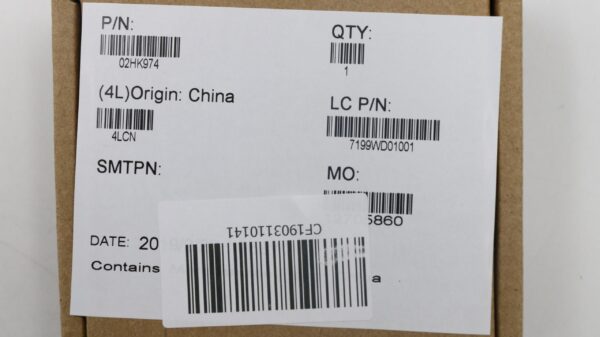 P/N:
02HK974
QTY:
1
(4L)Origin: China
4LCN
LC P/N:
7199WD01001
SMTPN:
MO:
5860
DATE: 20
Contains
a
CF1903110141